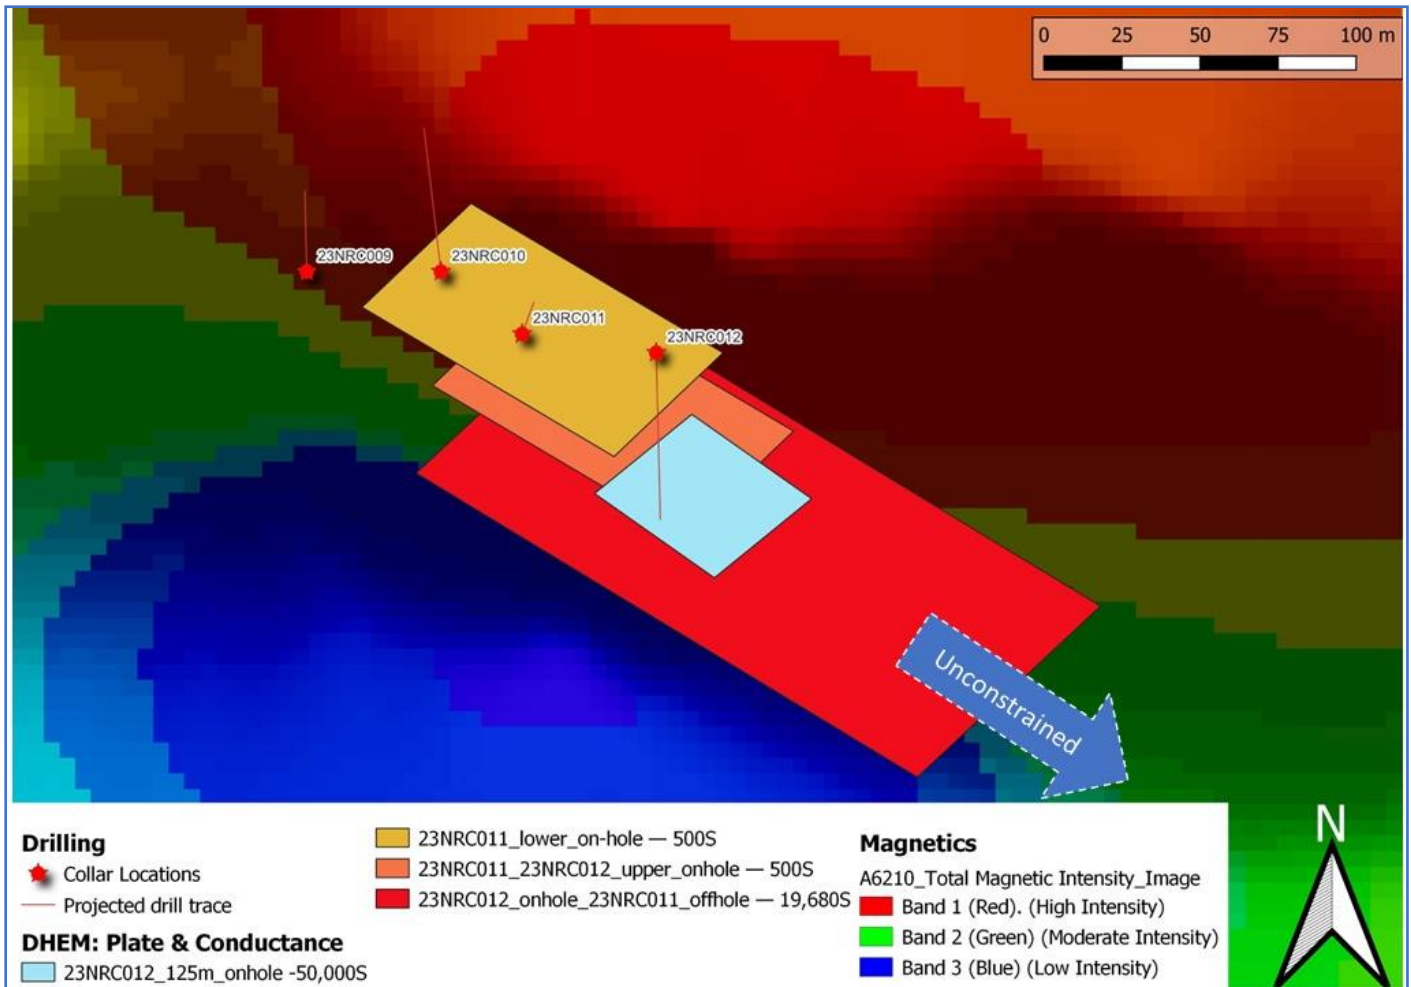 0 25 50 75 100 m
23NRC009
23NRC010
23NRC011
23NRC012
Unconstrained
Drilling
Collar Locations
Projected drill trace
DHEM: Plate & Conductance
23NRC012_125m_onhole -50,000S
23NRC011_lower_on-hole — 500S
23NRC011_23NRC012_upper_onhole — 500S
23NRC012_onhole_23NRC011_offhole — 19,680S
Magnetics
A6210_Total Magnetic Intensity_Image
Band 1 (Red). (High Intensity)
Band 2 (Green) (Moderate Intensity)
Band 3 (Blue) (Low Intensity)
N